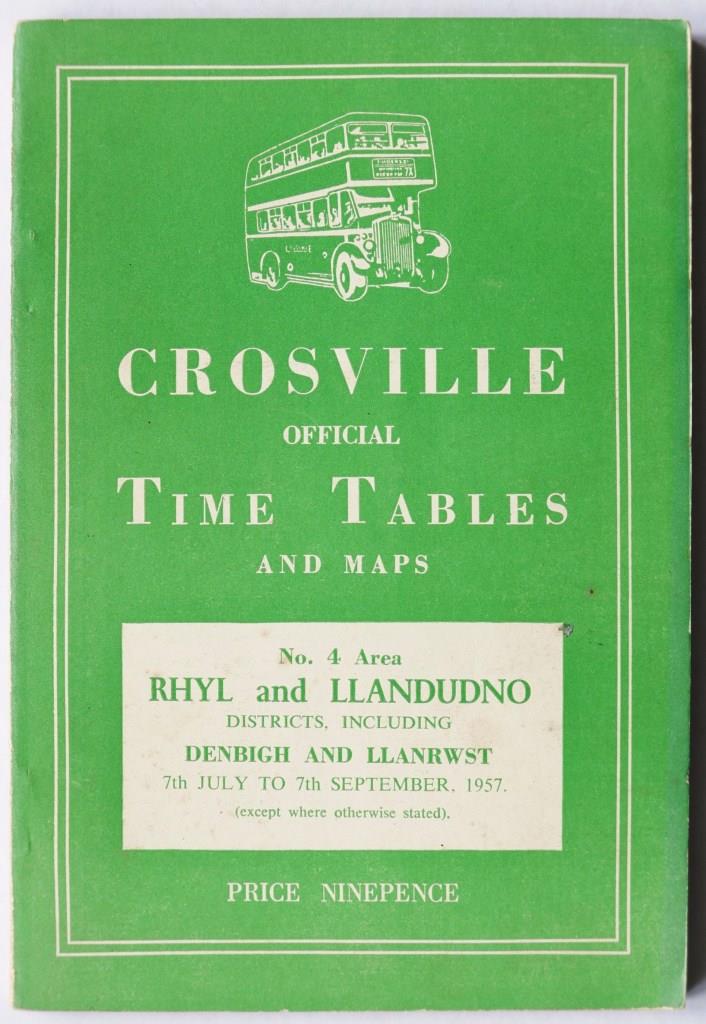 7A
CROSVILLE
OFFICIAL
TIME TABLES
AND MAPS
No. 4 Area
RHYL and LLANDUDNO
DISTRICTS, INCLUDING
DENBIGH AND LLANRWST
7th JULY TO 7th SEPTEMBER, 1957.
(except where otherwise stated).
PRICE NINEPENCE